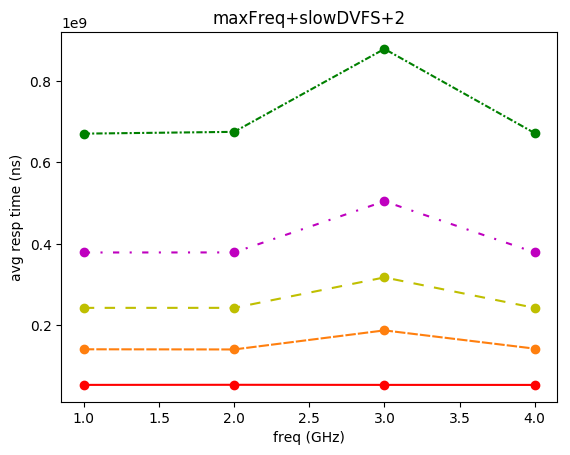 maxFreq+slowDVFS+2
1e9
0.8
0.6
0.4
0.2
avg resp time (ns)
1.0 1.5 2.0 2.5 3.0 3.5 4.0
freq (GHz)